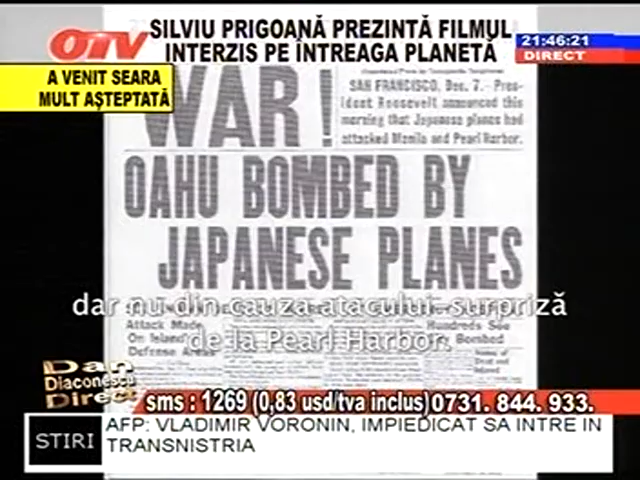 SILVIU PRIGOANĂ PREZINTĂ FILMUL
INTERZIS PE ÎNTREAGA PLANETĂ
OTV
21:46:21
DIRECT
A VENIT SEARA
MULT AȘTEPTATĂ
WAR!
SAN FRANCISCO, Dec. 7.—Pres-
ident Roosevelt announced this
morning that Japanese planes had
attacked Manila and Pearl Harbor.
OAHU BOMBED BY
JAPANESE PLANES
dar nu din cauza atacului-surpriză
de la Pearl Harbor.
Attack Made
On Island's
Defense Areas
Hundreds See
Bombed
Dan
Diaconescu
Direct
sms : 1269 (0,83 usd/tva inclus) 0731. 844. 933.
STIRI
AFP: VLADIMIR VORONIN, IMPIEDICAT SA INTRE IN
TRANSNISTRIA